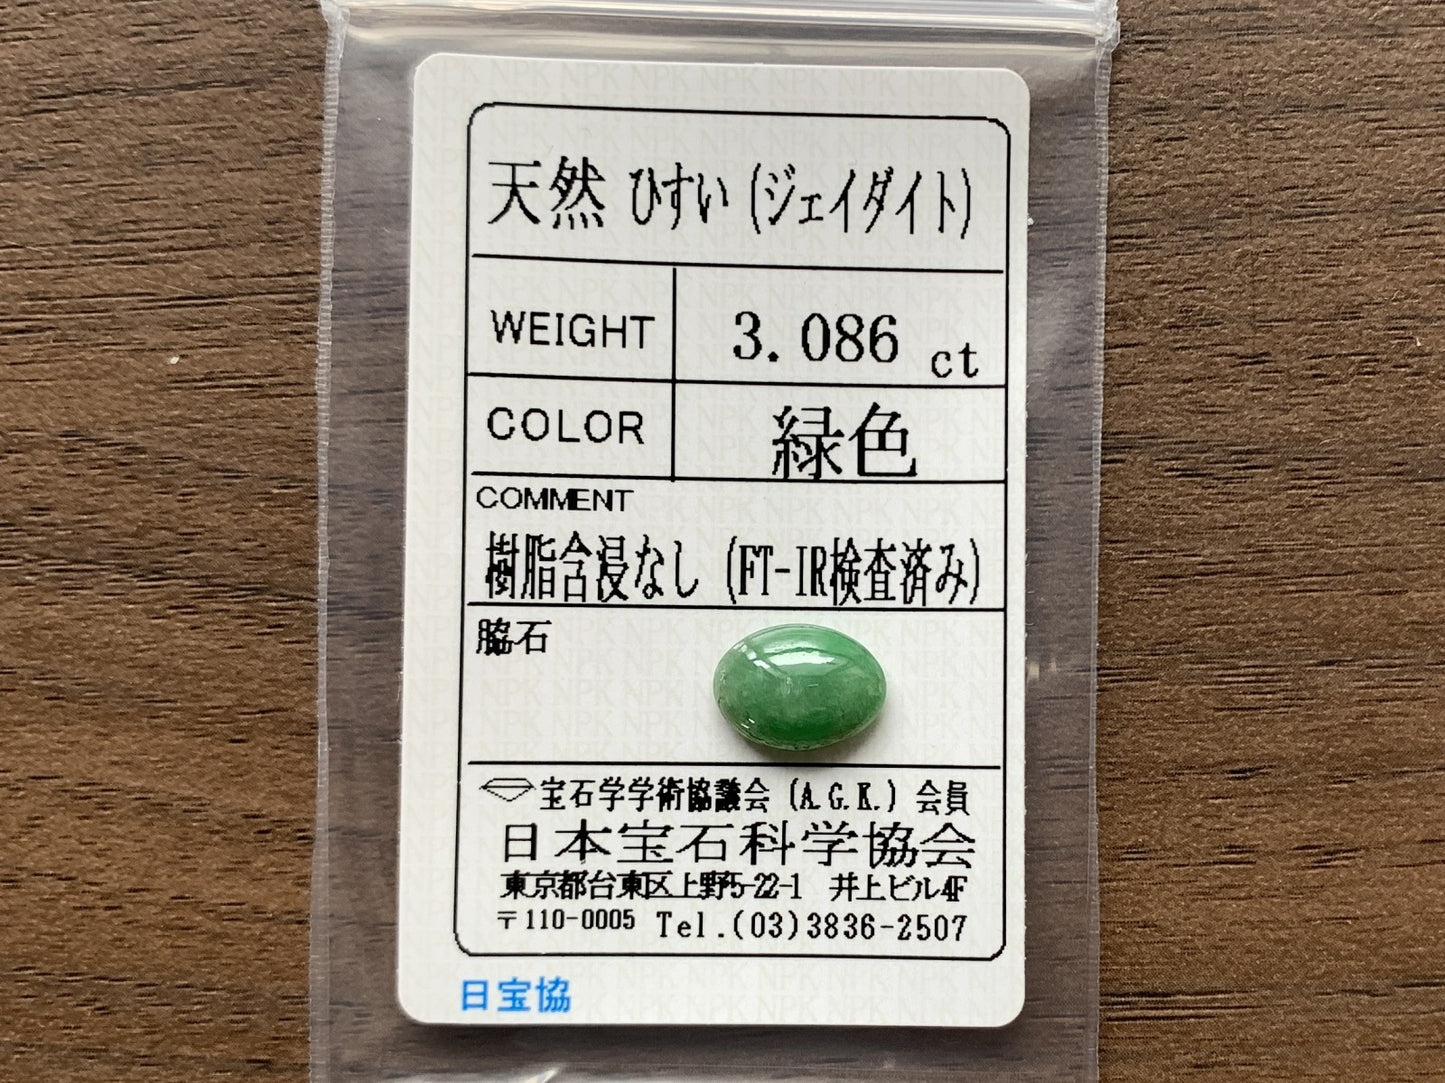 天然 ひすい (ジェイダイト)
WEIGHT 3.086 ct
COLOR 緑色
COMMENT
樹脂含浸なし (FT-IR検査済み)
脇石
宝石学学術協議会 (A.G.K.) 会員
日本宝石科学協会
東京都台東区上野5-22-1 井上ビル4F
〒110-0005 Tel.(03)3836-2507
日宝協